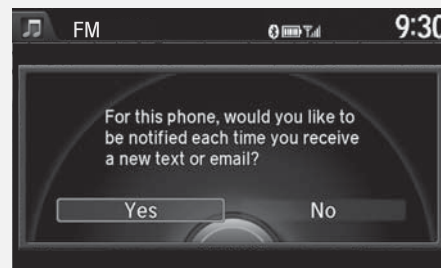 FM
9:30
For this phone, would you like to
be notified each time you receive
a new text or email?
Yes No